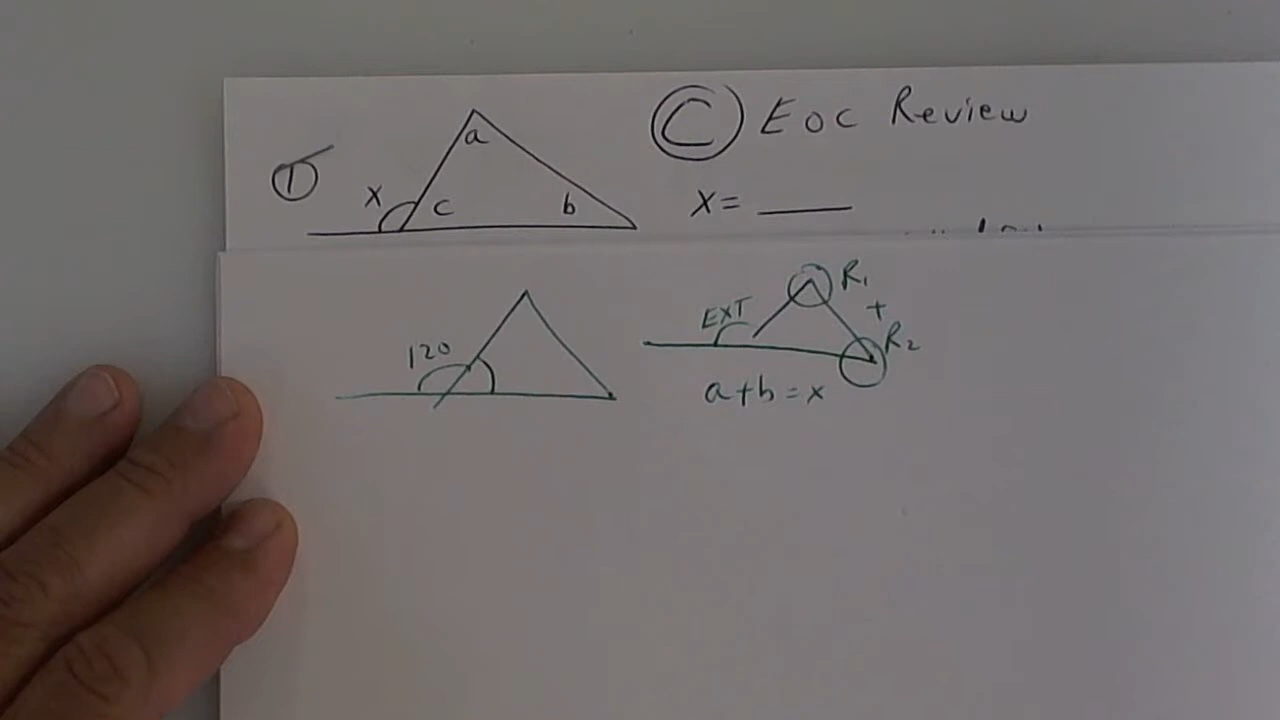 C EOC Review
1
a
x c b
x= ____
EXT R1
+
120 R2
a+b=x